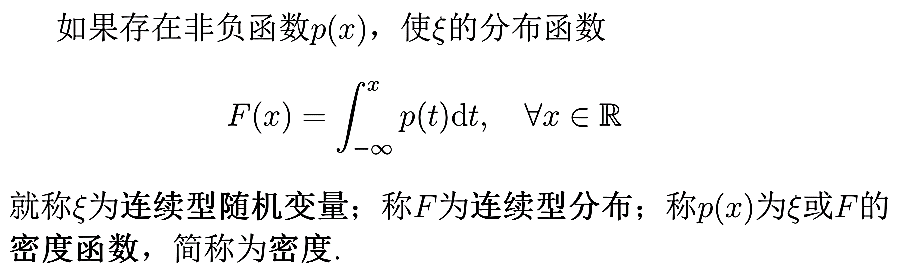 如果存在非负函数p(x)，使ξ的分布函数
F(x) = ∫_{-∞}^{x} p(t)dt, ∀x ∈ ℝ
就称ξ为连续型随机变量；称F为连续型分布；称p(x)为ξ或F的
密度函数，简称为密度.